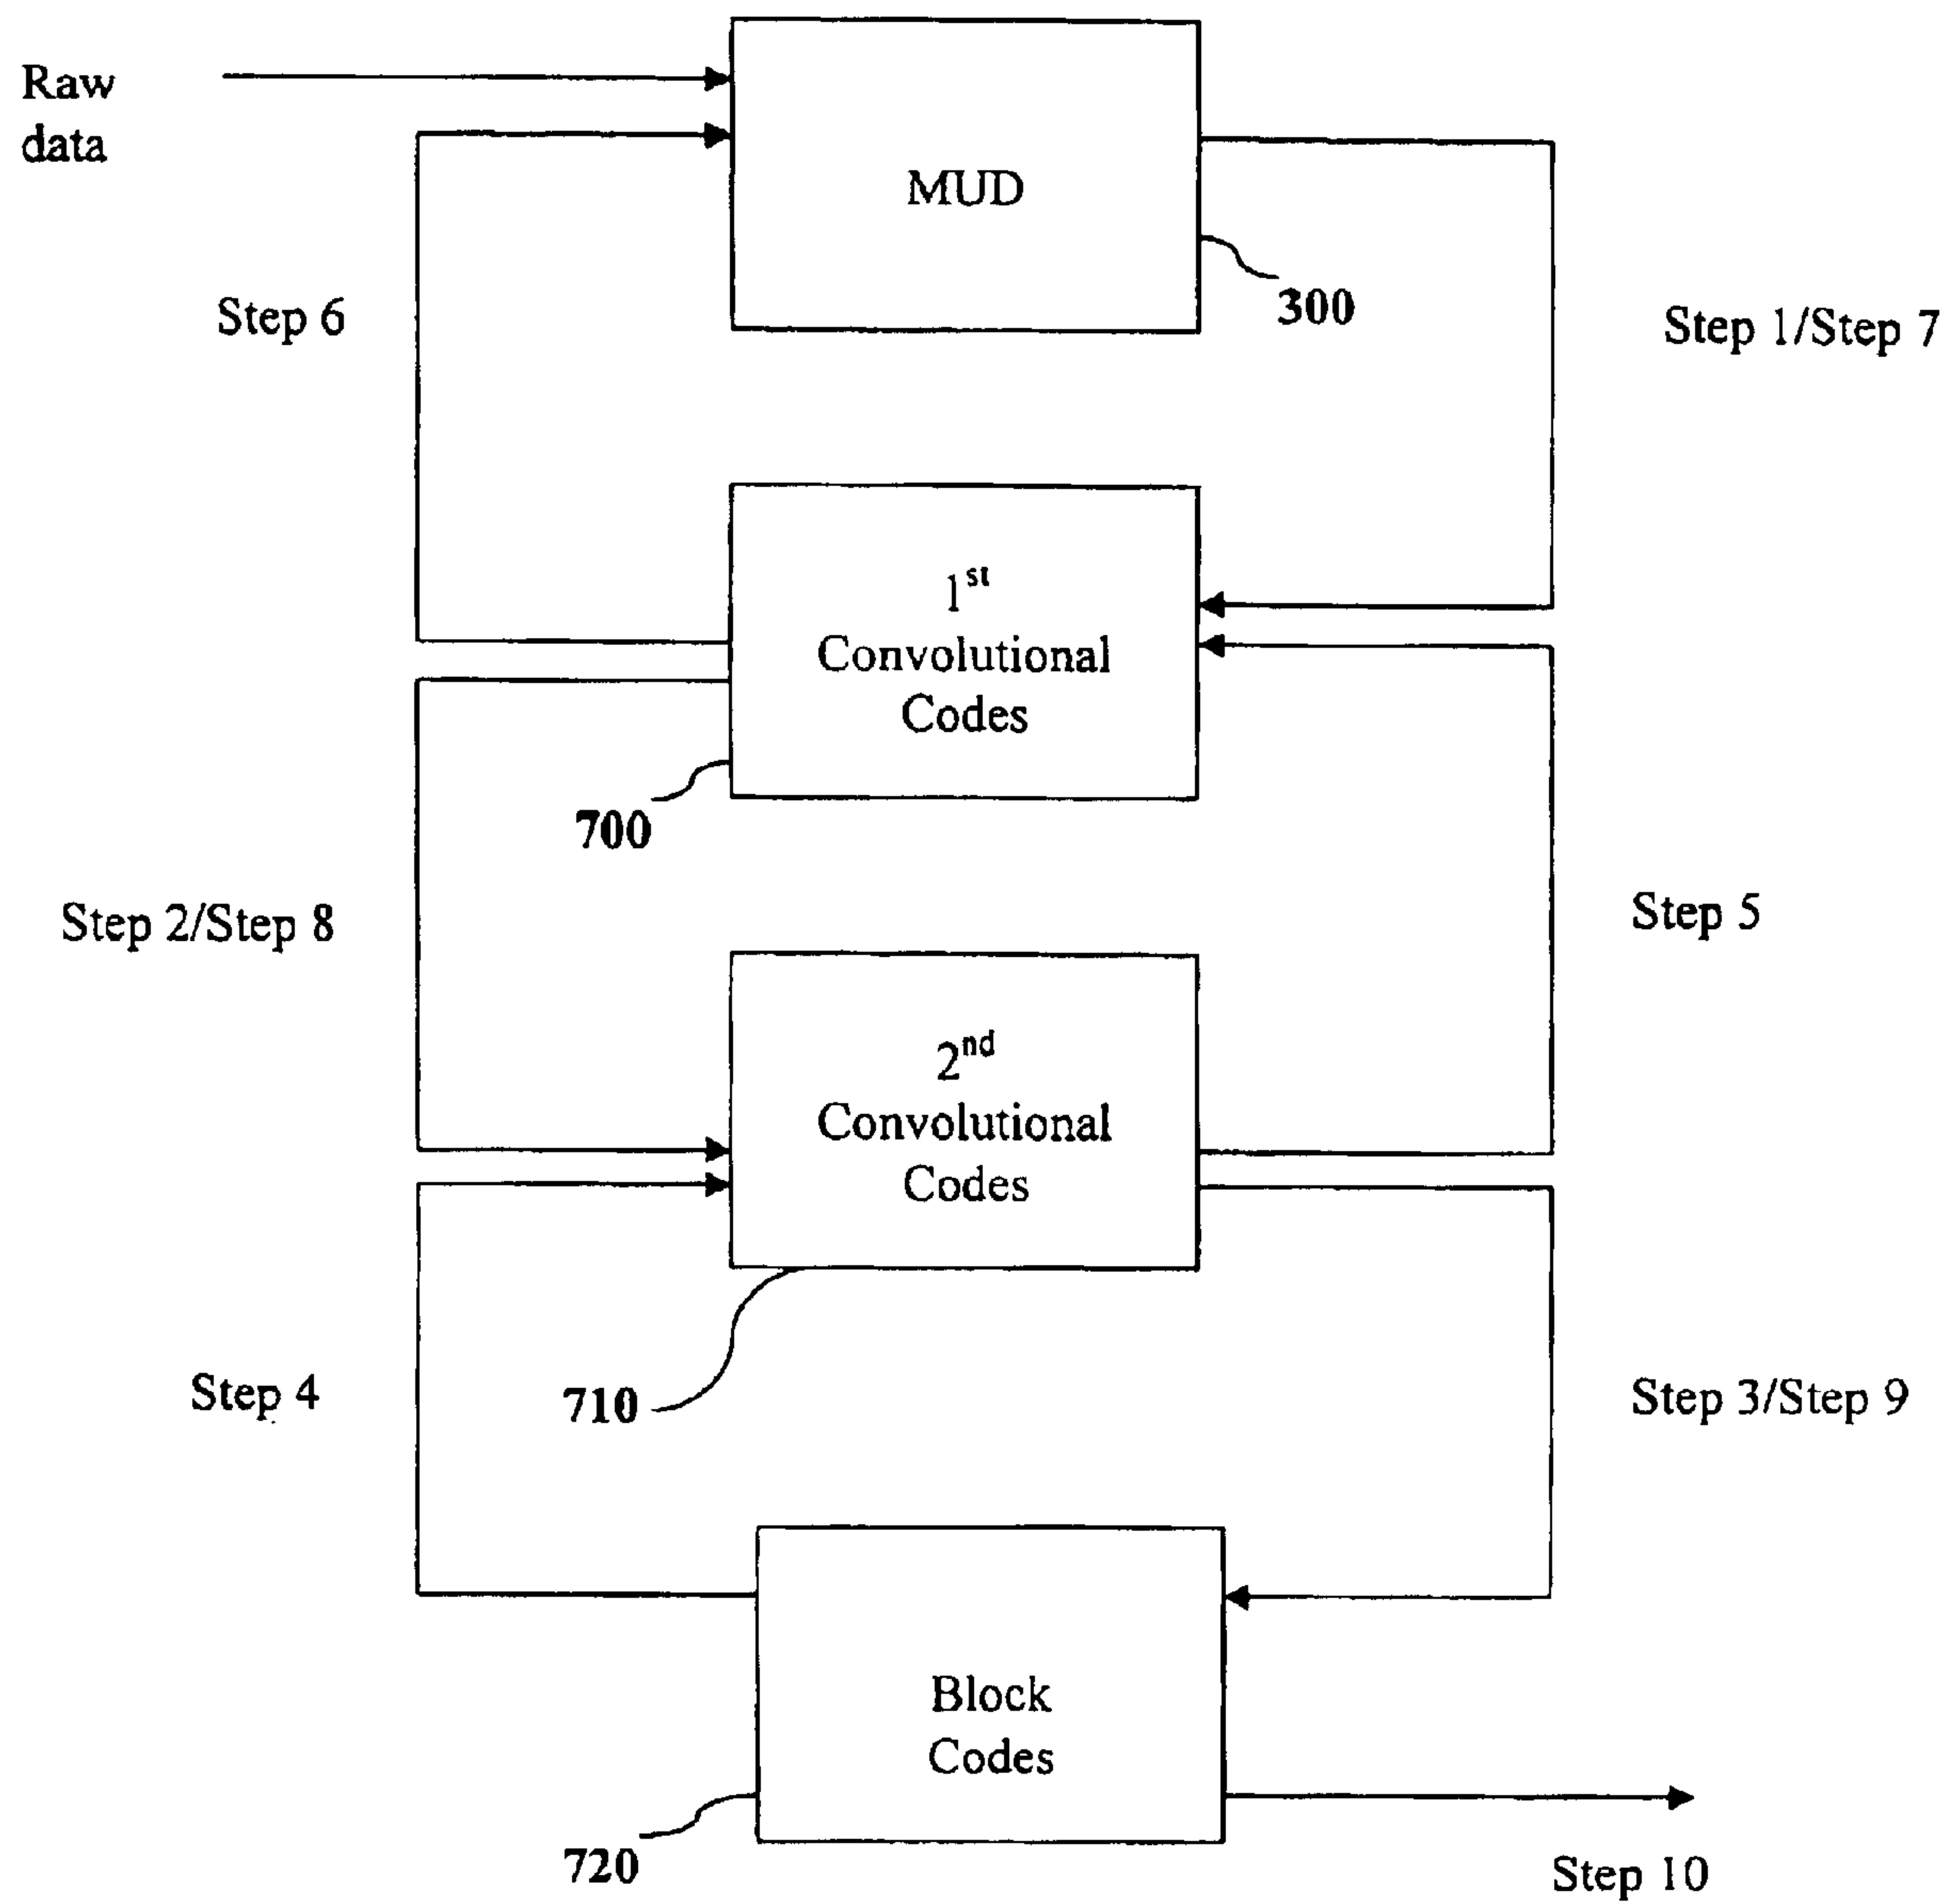 Raw
data
MUD
300
Step 6
Step 1/Step 7
1st
Convolutional
Codes
700
Step 2/Step 8
Step 5
2nd
Convolutional
Codes
710
Step 4
Step 3/Step 9
Block
Codes
720
Step 10